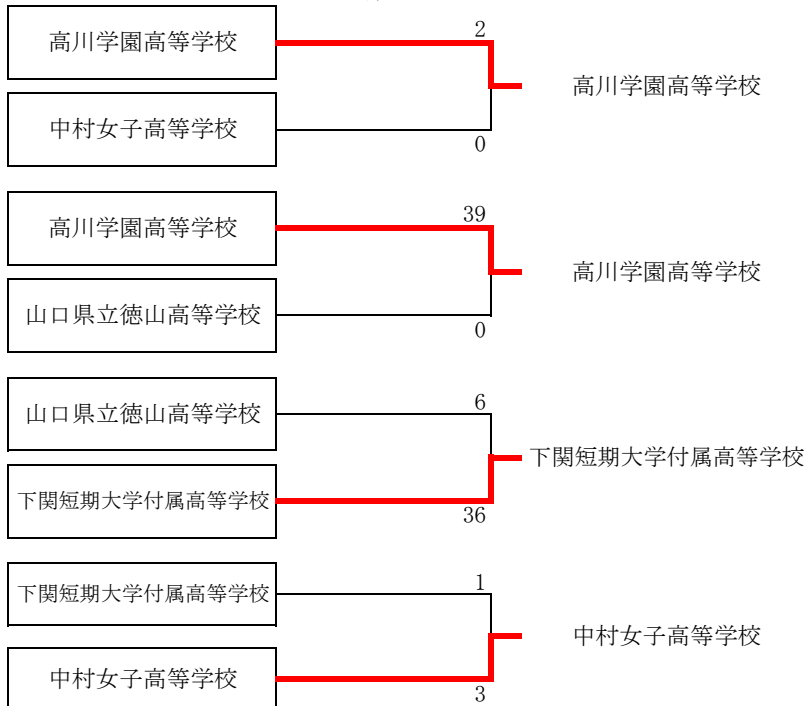 高川学園高等学校
2
高川学園高等学校
中村女子高等学校
0
高川学園高等学校
39
高川学園高等学校
山口県立徳山高等学校
0
山口県立徳山高等学校
6
下関短期大学付属高等学校
下関短期大学付属高等学校
36
下関短期大学付属高等学校
1
中村女子高等学校
中村女子高等学校
3